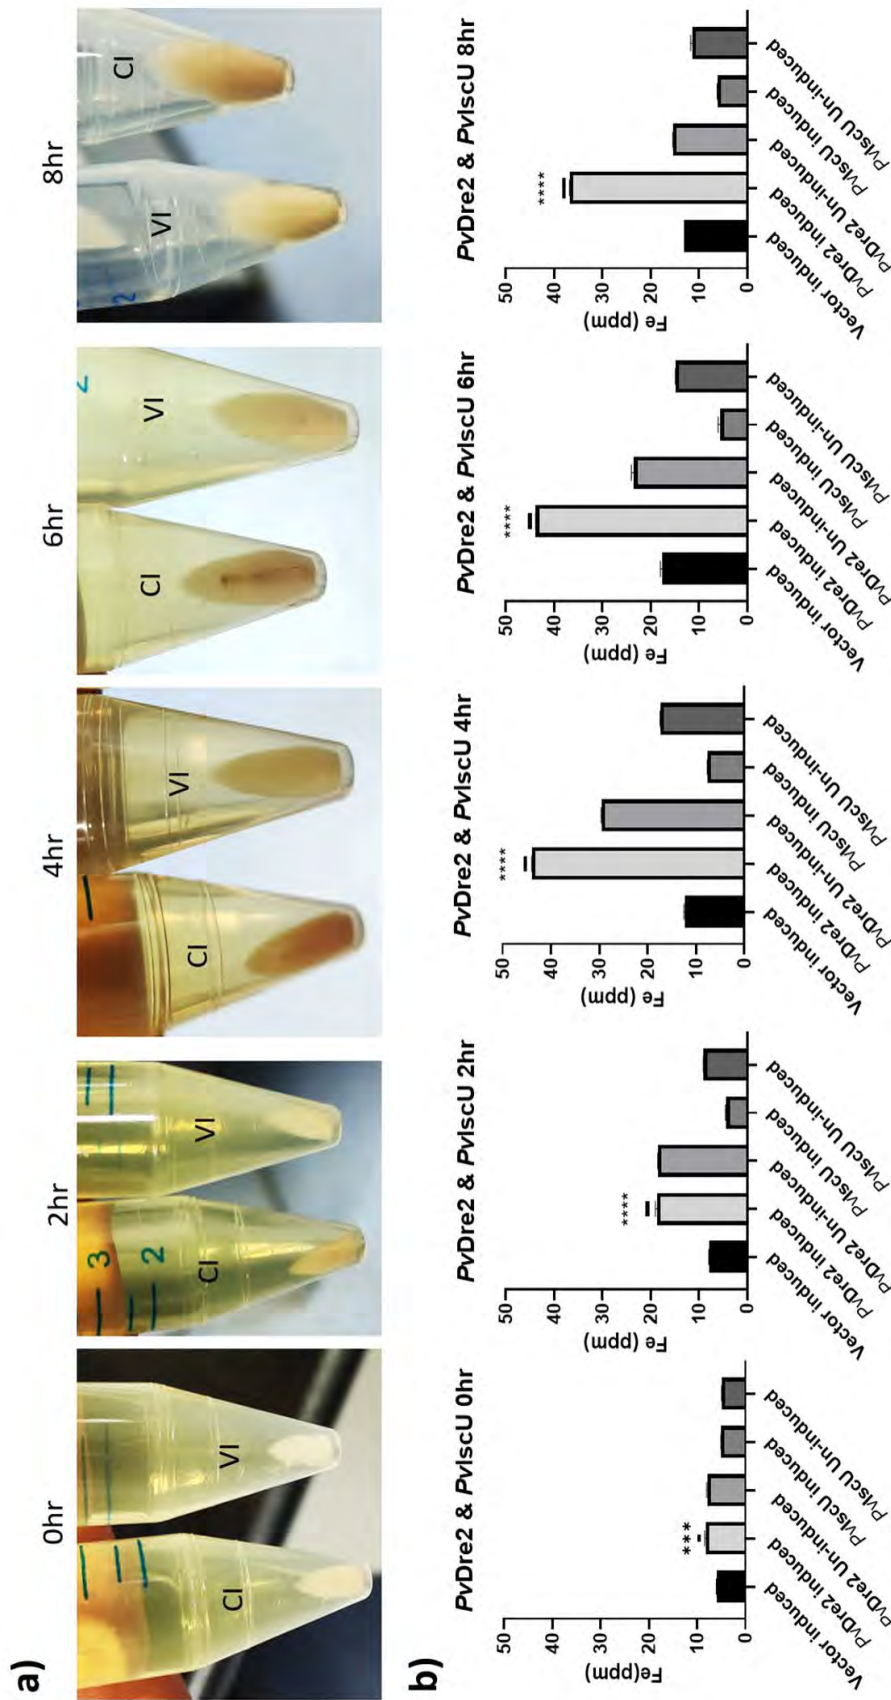 a)
0hr
2hr
4hr
6hr
8hr
CI
VI
3
2
CI
VI
CI
VI
CI
VI
2
2
VI
CI
b)
PvDre2 & PvIscU 0hr
Fe(ppm)
50
40
30
20
10
0
***
Vector induced
PvDre2 induced
PvDre2 Un-induced
PvIscU induced
PvIscU Un-induced
PvDre2 & PvIscU 2hr
Fe (ppm)
50
40
30
20
10
0
****
Vector induced
PvDre2 induced
PvDre2 Un-induced
PvIscU induced
PvIscU Un-induced
PvDre2 & PvIscU 4hr
Fe (ppm)
50
40
30
20
10
0
****
Vector induced
PvDre2 induced
PvDre2 Un-induced
PvIscU induced
PvIscU Un-induced
PvDre2 & PvIscU 6hr
Fe (ppm)
50
40
30
20
10
0
****
Vector induced
PvDre2 induced
PvDre2 Un-induced
PvIscU induced
PvIscU Un-induced
PvDre2 & PvIscU 8hr
Fe (ppm)
50
40
30
20
10
0
****
Vector induced
PvDre2 induced
PvDre2 Un-induced
PvIscU induced
PvIscU Un-induced